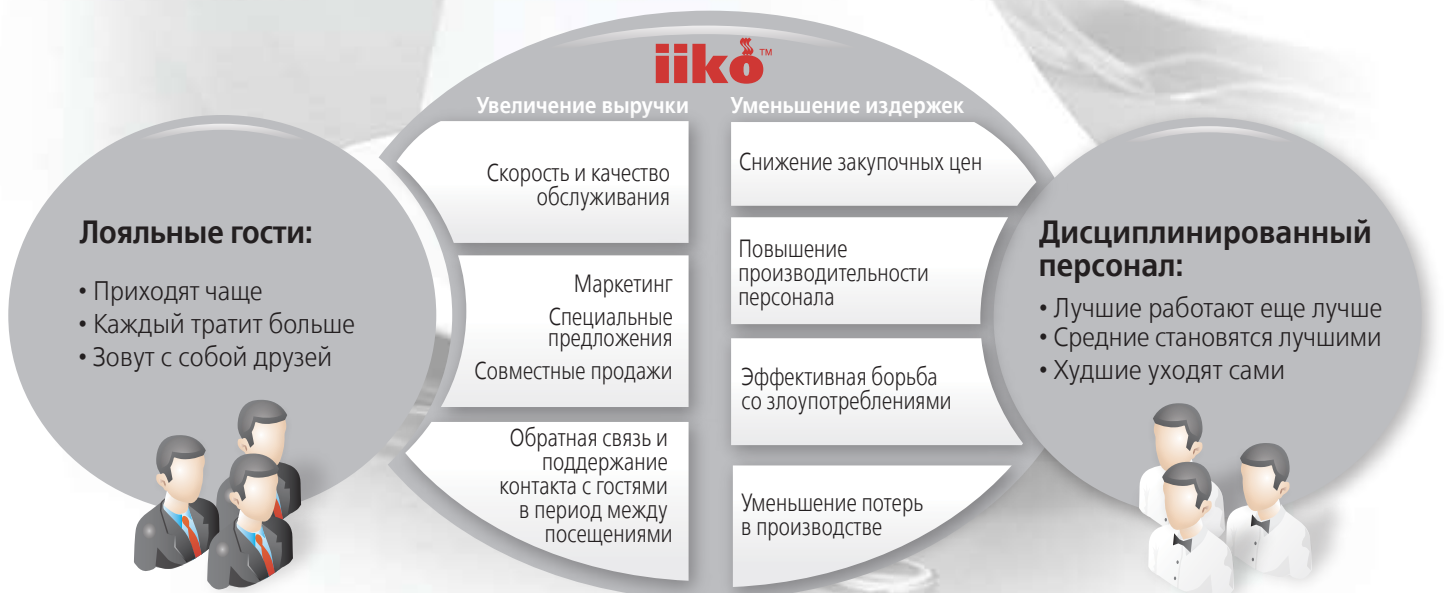 iiko™
Увеличение выручки
Скорость и качество
обслуживания
Маркетинг
Специальные
предложения
Совместные продажи
Обратная связь и
поддержание
контакта с гостями
в период между
посещениями
Уменьшение издержек
Снижение закупочных цен
Повышение
производительности
персонала
Эффективная борьба
со злоупотреблениями
Уменьшение потерь
в производстве
Лояльные гости:
• Приходят чаще
• Каждый тратит больше
• Зовут с собой друзей
Дисциплинированный
персонал:
• Лучшие работают еще лучше
• Средние становятся лучшими
• Худшие уходят сами